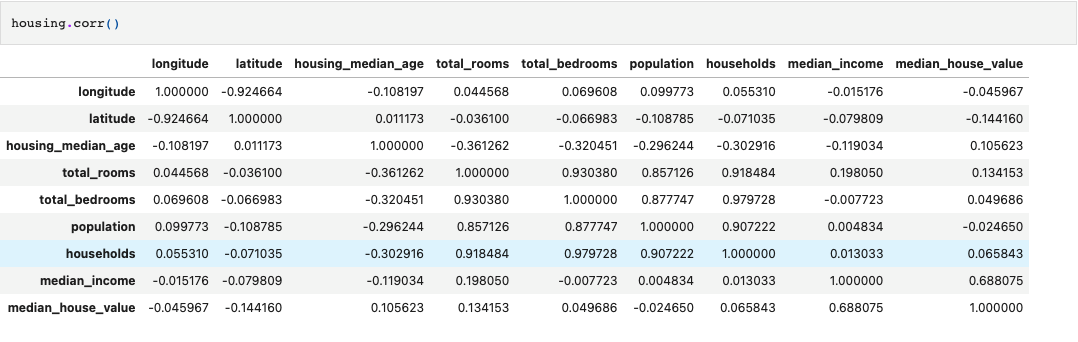 housing.corr()
longitude latitude housing_median_age total_rooms total_bedrooms population households median_income median_house_value
longitude 1.000000 -0.924664 -0.108197 0.044568 0.069608 0.099773 0.055310 -0.015176 -0.045967
latitude -0.924664 1.000000 0.011173 -0.036100 -0.066983 -0.108785 -0.071035 -0.079809 -0.144160
housing_median_age -0.108197 0.011173 1.000000 -0.361262 -0.320451 -0.296244 -0.302916 -0.119034 0.105623
total_rooms 0.044568 -0.036100 -0.361262 1.000000 0.930380 0.857126 0.918484 0.198050 0.134153
total_bedrooms 0.069608 -0.066983 -0.320451 0.930380 1.000000 0.877747 0.979728 -0.007723 0.049686
population 0.099773 -0.108785 -0.296244 0.857126 0.877747 1.000000 0.907222 0.004834 -0.024650
households 0.055310 -0.071035 -0.302916 0.918484 0.979728 0.907222 1.000000 0.013033 0.065843
median_income -0.015176 -0.079809 -0.119034 0.198050 -0.007723 0.004834 0.013033 1.000000 0.688075
median_house_value -0.045967 -0.144160 0.105623 0.134153 0.049686 -0.024650 0.065843 0.688075 1.000000